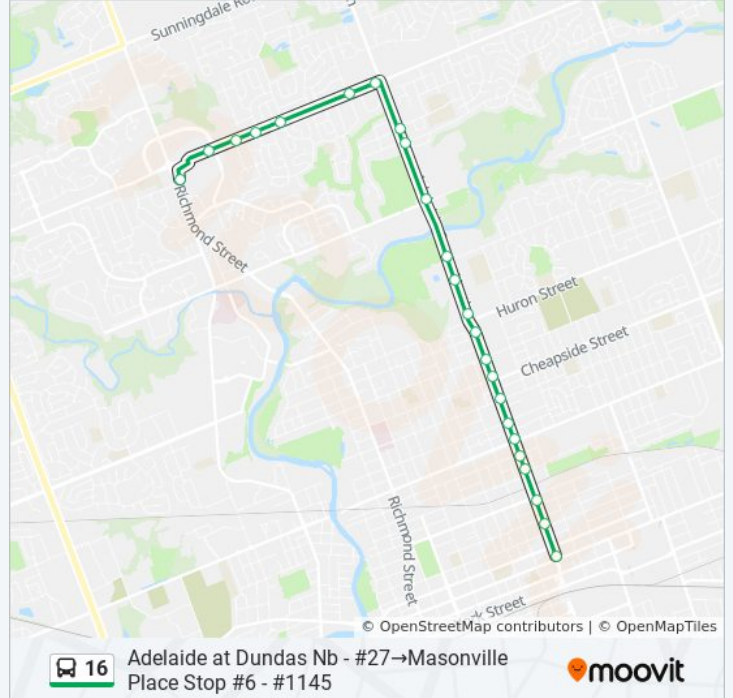 Sunningdale Ro
Richmond Street
Huron Street
Cheapside Street
Richmond Street
k Street
© OpenStreetMap contributors | © OpenMapTiles
16
Adelaide at Dundas Nb - #27→Masonville
Place Stop #6 - #1145
moovit